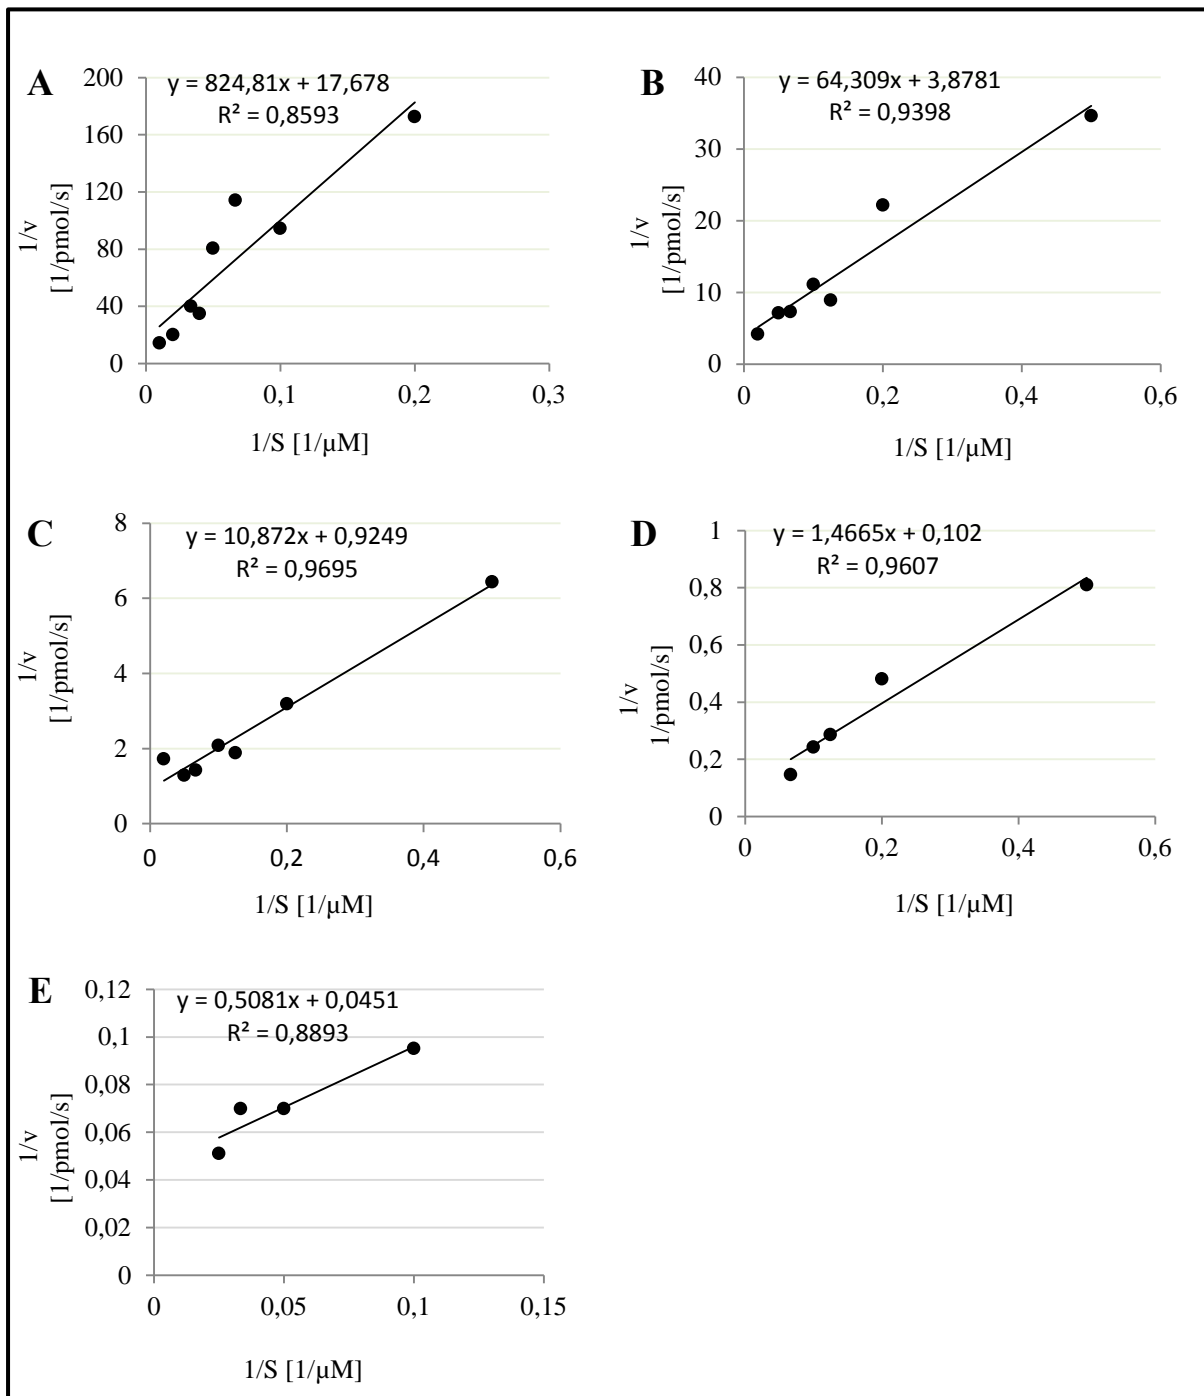 A
y = 824,81x + 17,678
R² = 0,8593
200
160
120
80
40
0
0
0,1
0,2
0,3
1/v
[1/pmol/s]
1/S [1/µM]
B
y = 64,309x + 3,8781
R² = 0,9398
40
30
20
10
0
0
0,2
0,4
0,6
1/v
[1/pmol/s]
1/S [1/µM]
C
y = 10,872x + 0,9249
R² = 0,9695
8
6
4
2
0
0
0,2
0,4
0,6
1/v
[1/pmol/s]
1/S [1/µM]
D
y = 1,4665x + 0,102
R² = 0,9607
1
0,8
0,6
0,4
0,2
0
0
0,2
0,4
0,6
1/v
1/pmol/s]
1/S [1/µM]
E
y = 0,5081x + 0,0451
R² = 0,8893
0,12
0,1
0,08
0,06
0,04
0,02
0
0
0,05
0,1
0,15
1/v
[1/pmol/s]
1/S [1/µM]